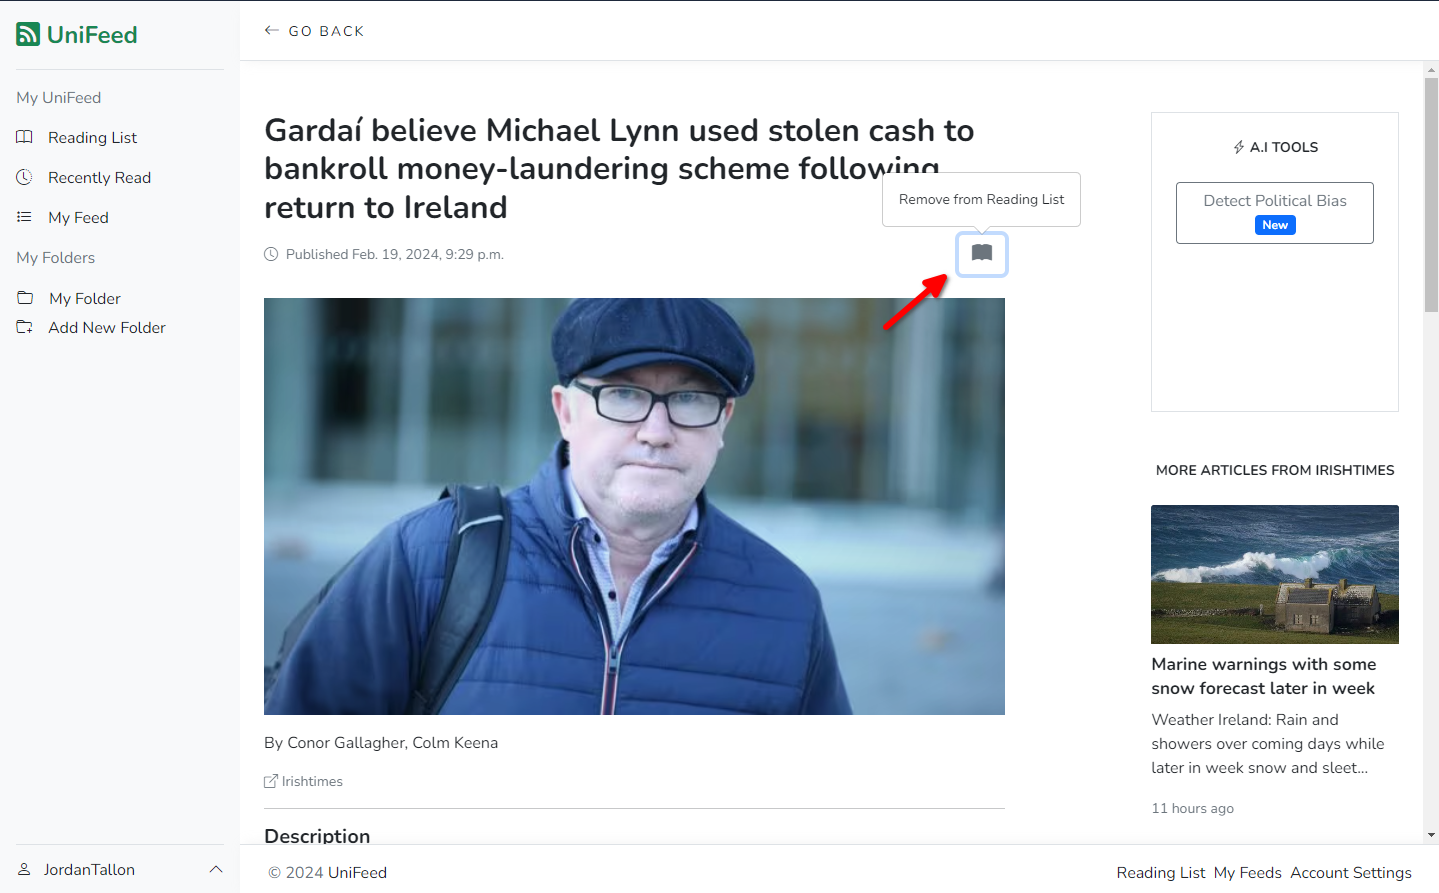 UniFeed
My UniFeed
Reading List
Recently Read
My Feed
My Folders
My Folder
Add New Folder
JordanTallon
GO BACK
Gardaí believe Michael Lynn used stolen cash to
bankroll money-laundering scheme following
return to Ireland
Remove from Reading List
Published Feb. 19, 2024, 9:29 p.m.
By Conor Gallagher, Colm Keena
Irishtimes
Description
A.I TOOLS
Detect Political Bias
New
MORE ARTICLES FROM IRISHTIMES
Marine warnings with some
snow forecast later in week
Weather Ireland: Rain and
showers over coming days while
later in week snow and sleet...
11 hours ago
© 2024 UniFeed
Reading List My Feeds Account Settings